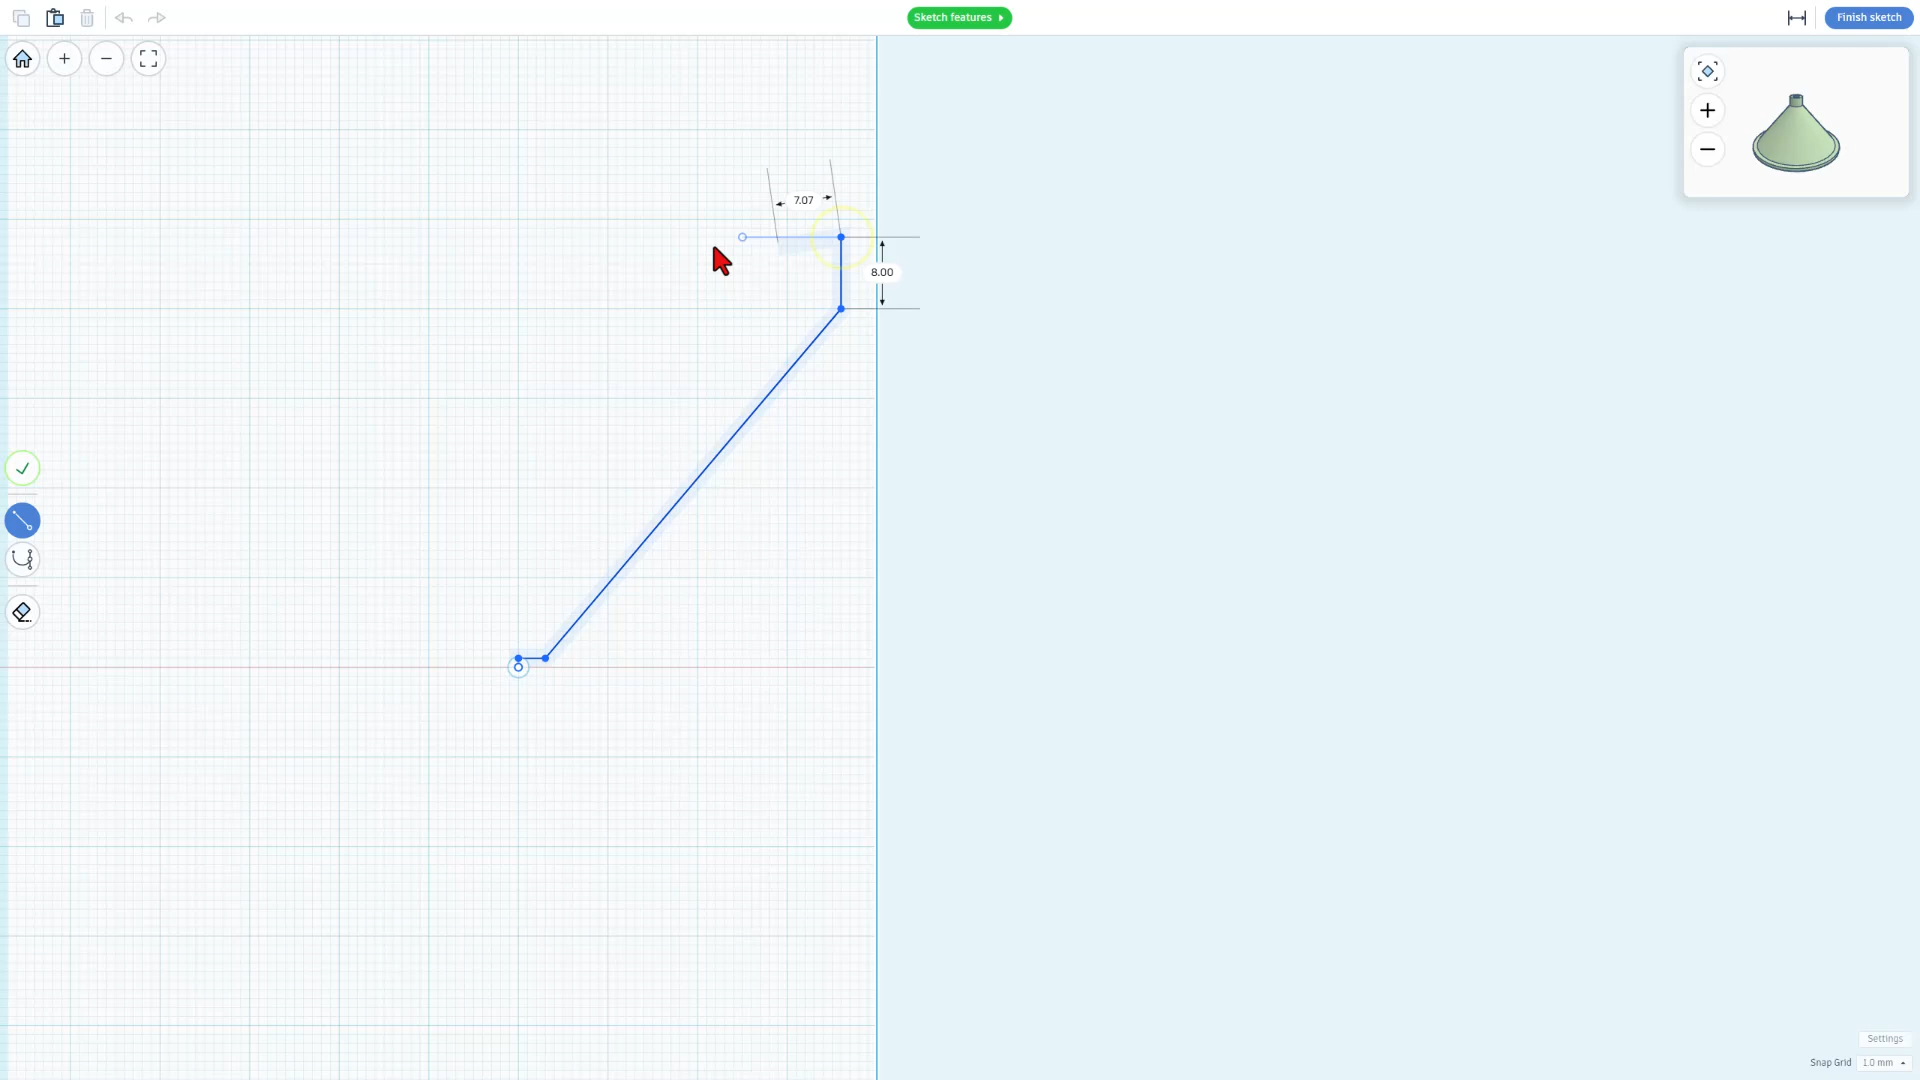 Sketch features
Finish sketch
7.07
8.00
Settings
Snap Grid 1.0 mm